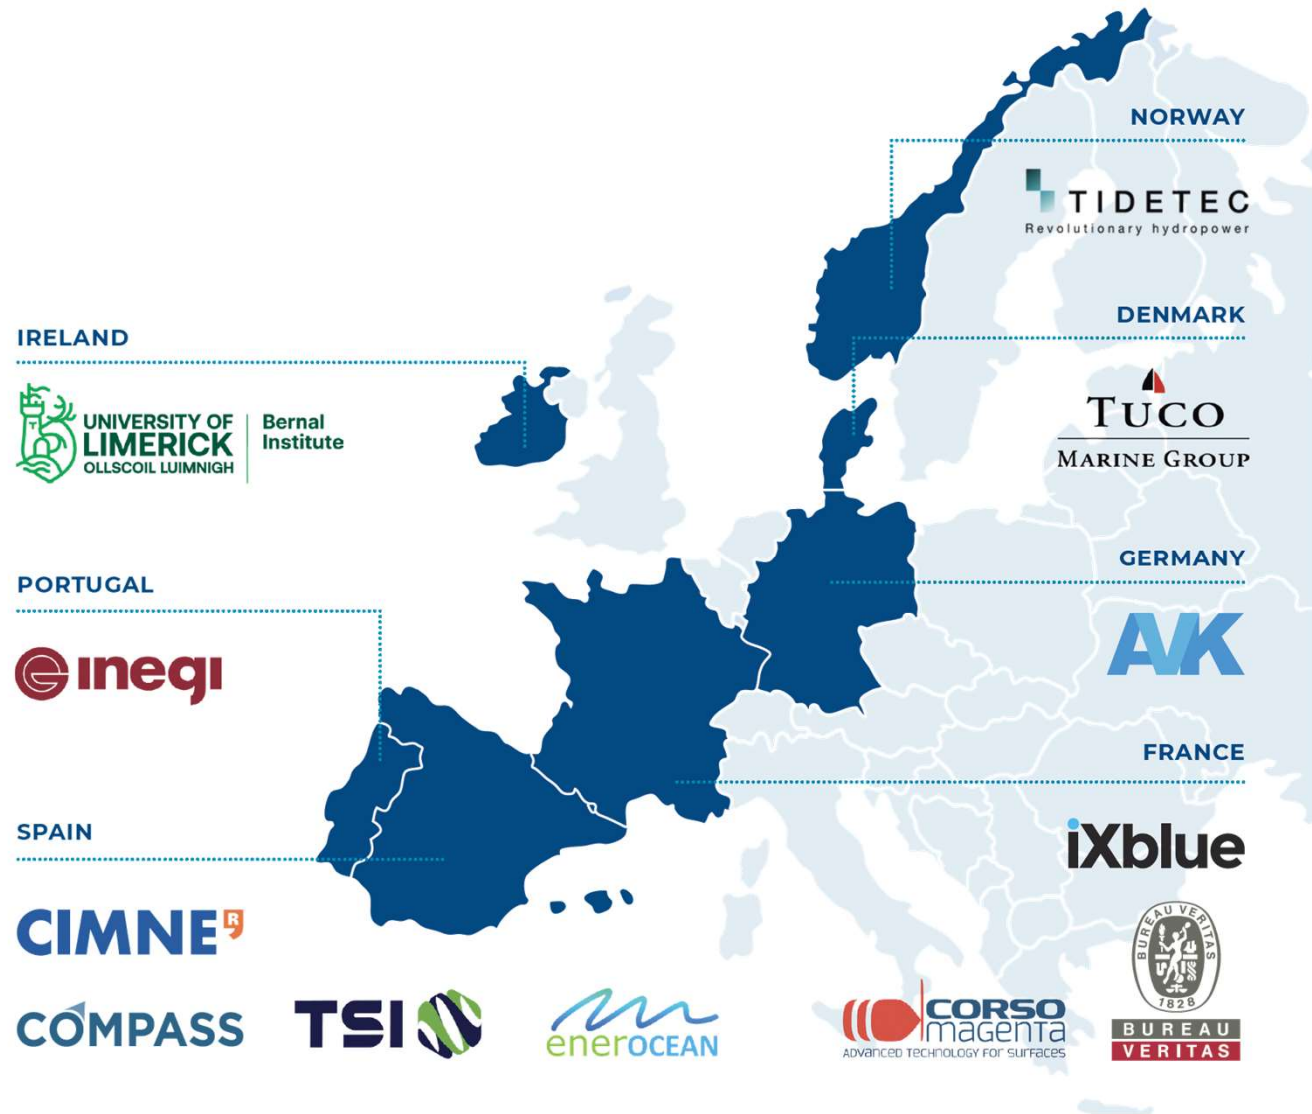 NORWAY
TIDETEC
Revolutionary hydropower
DENMARK
TUCO
MARINE GROUP
IRELAND
UNIVERSITY OF
LIMERICK
OLLSCOIL LUIMNIGH
Bernal
Institute
GERMANY
AVK
PORTUGAL
inegi
FRANCE
iXblue
SPAIN
CIMNE R
COMPASS
TSI
enerocean
CORSO
magenta
ADVANCED TECHNOLOGY FOR SURFACES
BUREAU VERITAS
1828
BUREAU
VERITAS